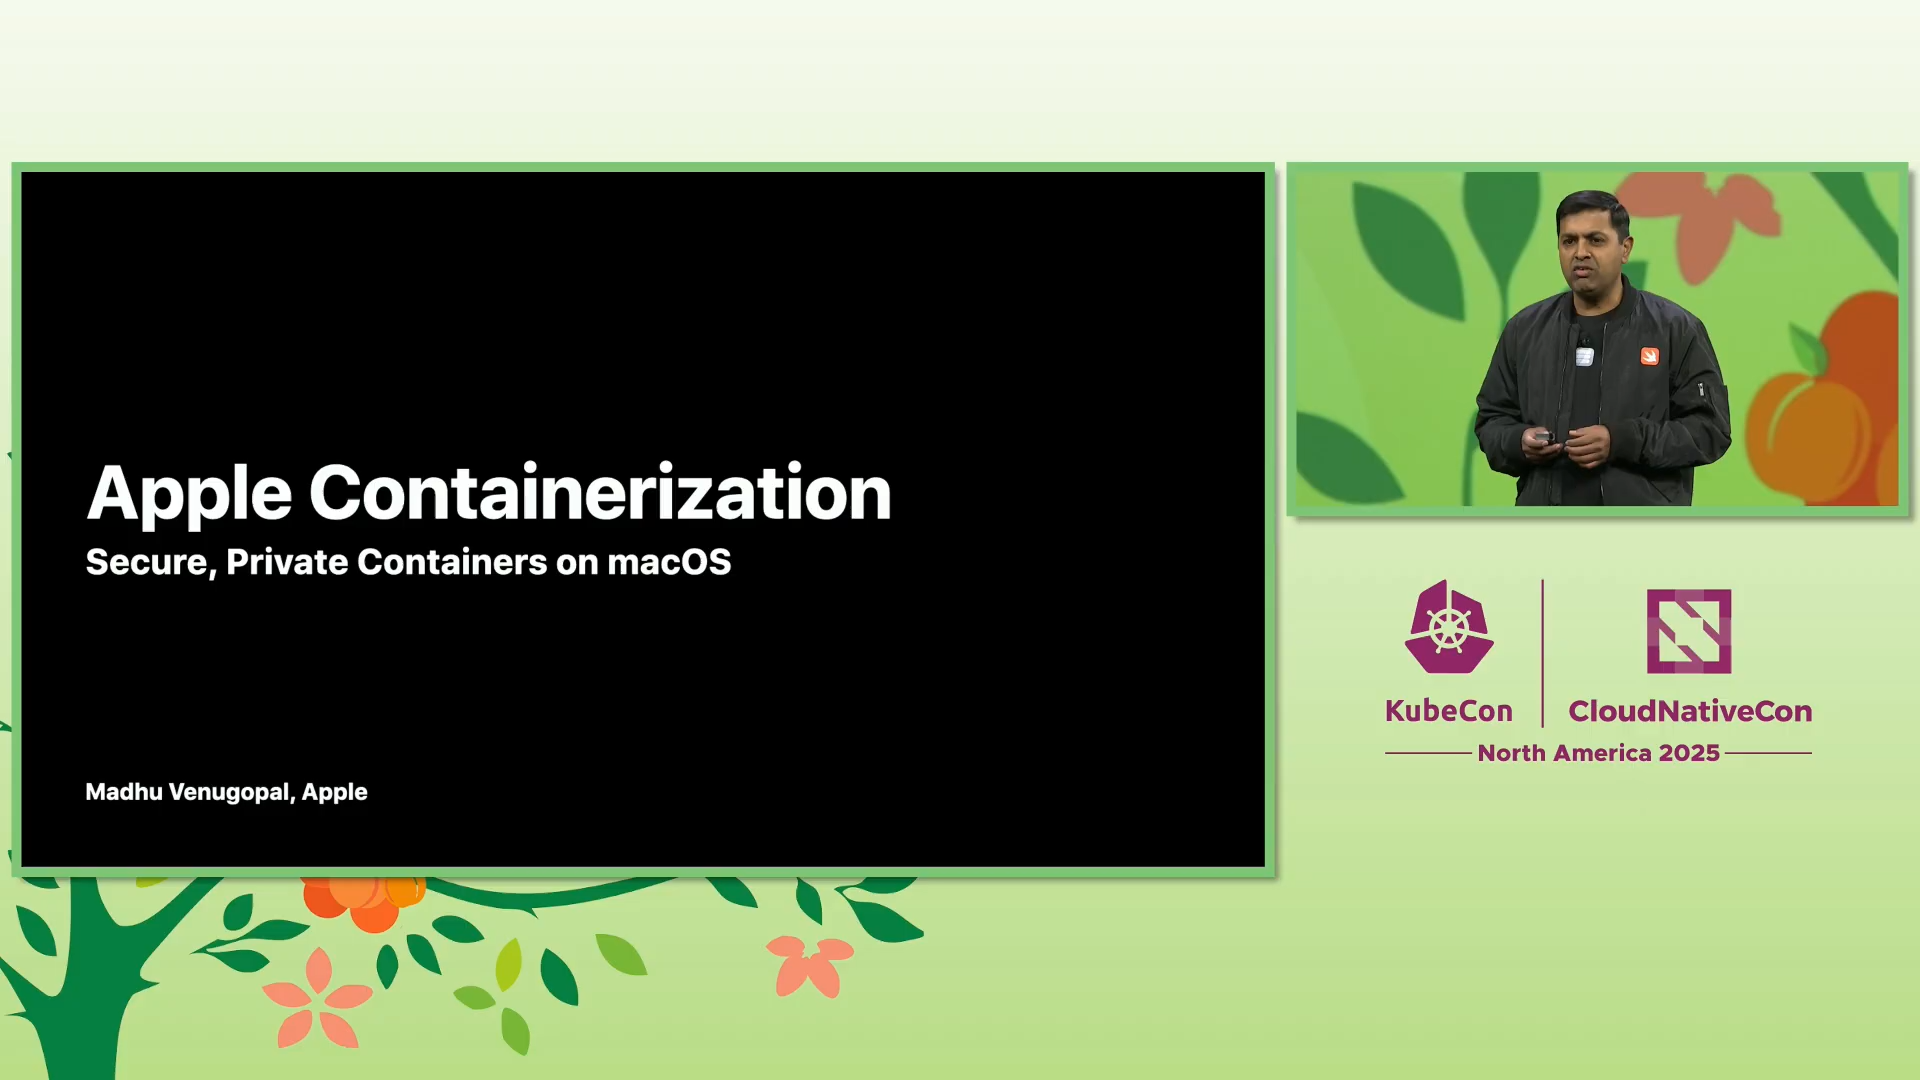 Apple Containerization
Secure, Private Containers on macOS
Madhu Venugopal, Apple
KubeCon
CloudNativeCon
North America 2025